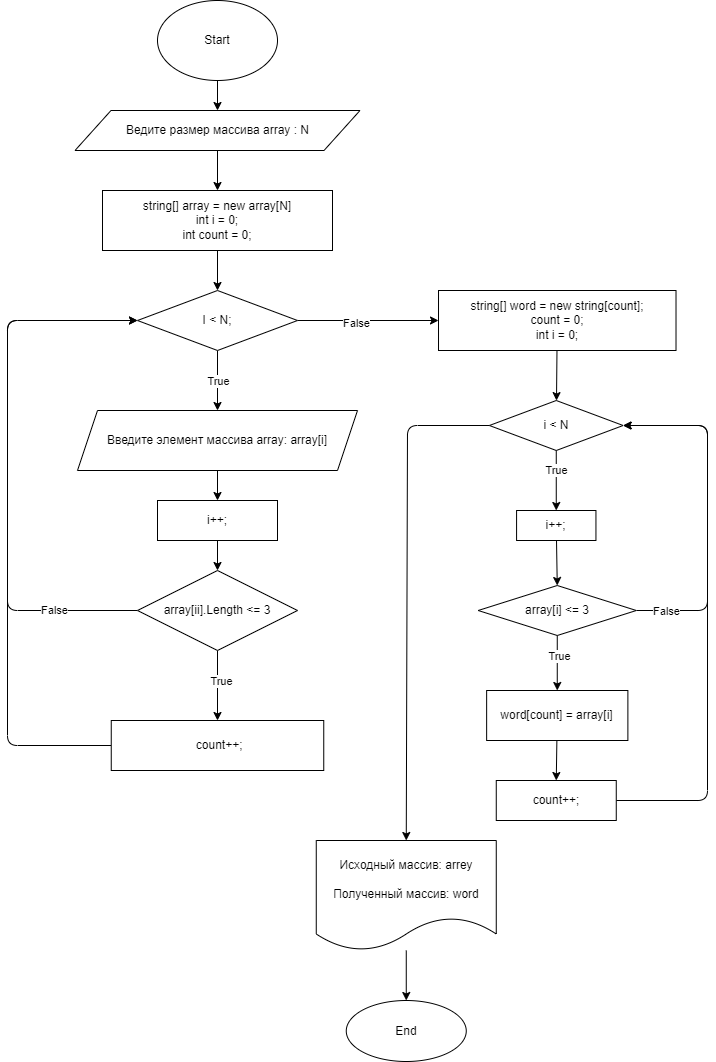 Start
Ведите размер массива array : N
string[] array = new array[N]
int i = 0;
int count = 0;
I < N;
False
True
Введите элемент массива array: array[i]
i++;
array[ii].Length <= 3
False
True
count++;
string[] word = new string[count];
count = 0;
int i = 0;
i < N
True
i++;
array[i] <= 3
False
True
word[count] = array[i]
count++;
Исходный массив: arrey
Полученный массив: word
End